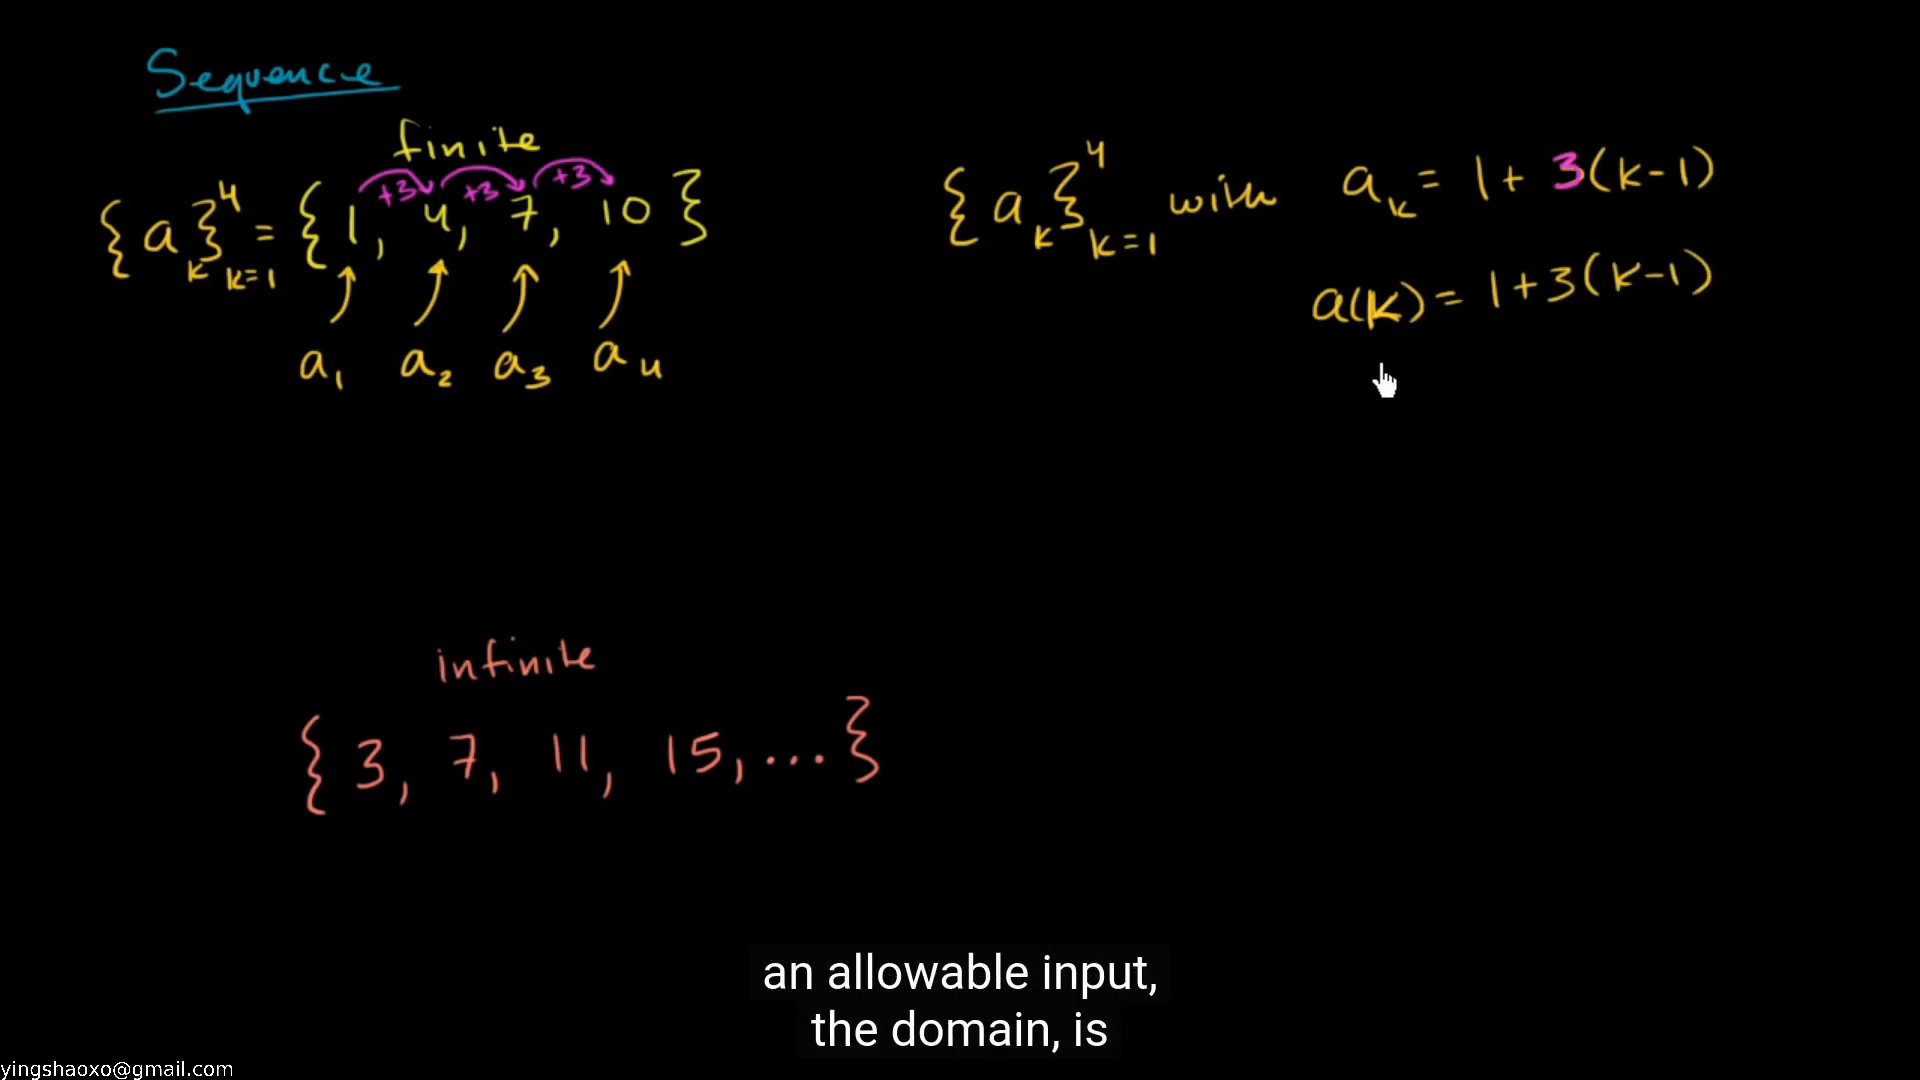 Sequence
finite
+3 +3 +3
{a_k}^4_{k=1} = {1, 4, 7, 10}
a_1 a_2 a_3 a_4
{a_k}^4_{k=1} with a_k = 1 + 3(k-1)
a(k) = 1+3(k-1)
infinite
{3, 7, 11, 15, ...}
an allowable input,
the domain, is
yingshaoxo@gmail.com